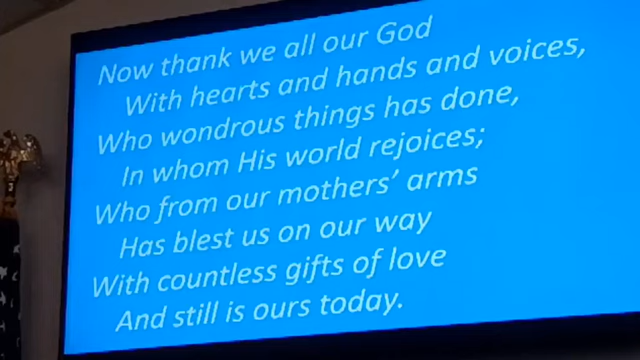 Now thank we all our God
With hearts and hands and voices,
Who wondrous things has done,
In whom His world rejoices;
Who from our mothers' arms
Has blest us on our way
With countless gifts of love
And still is ours today.